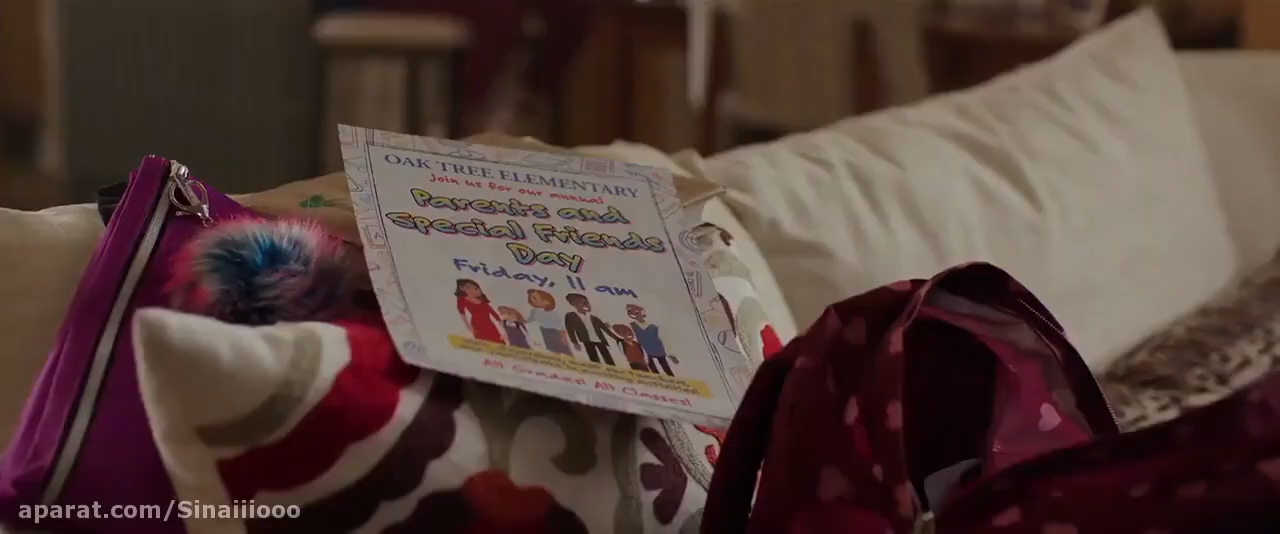 OAK TREE ELEMENTARY
Join us for our annual
Parents and
Special Friends
Day
Friday, 11 am
All Grades! All Classes!
aparat.com/Sinaiiiooo